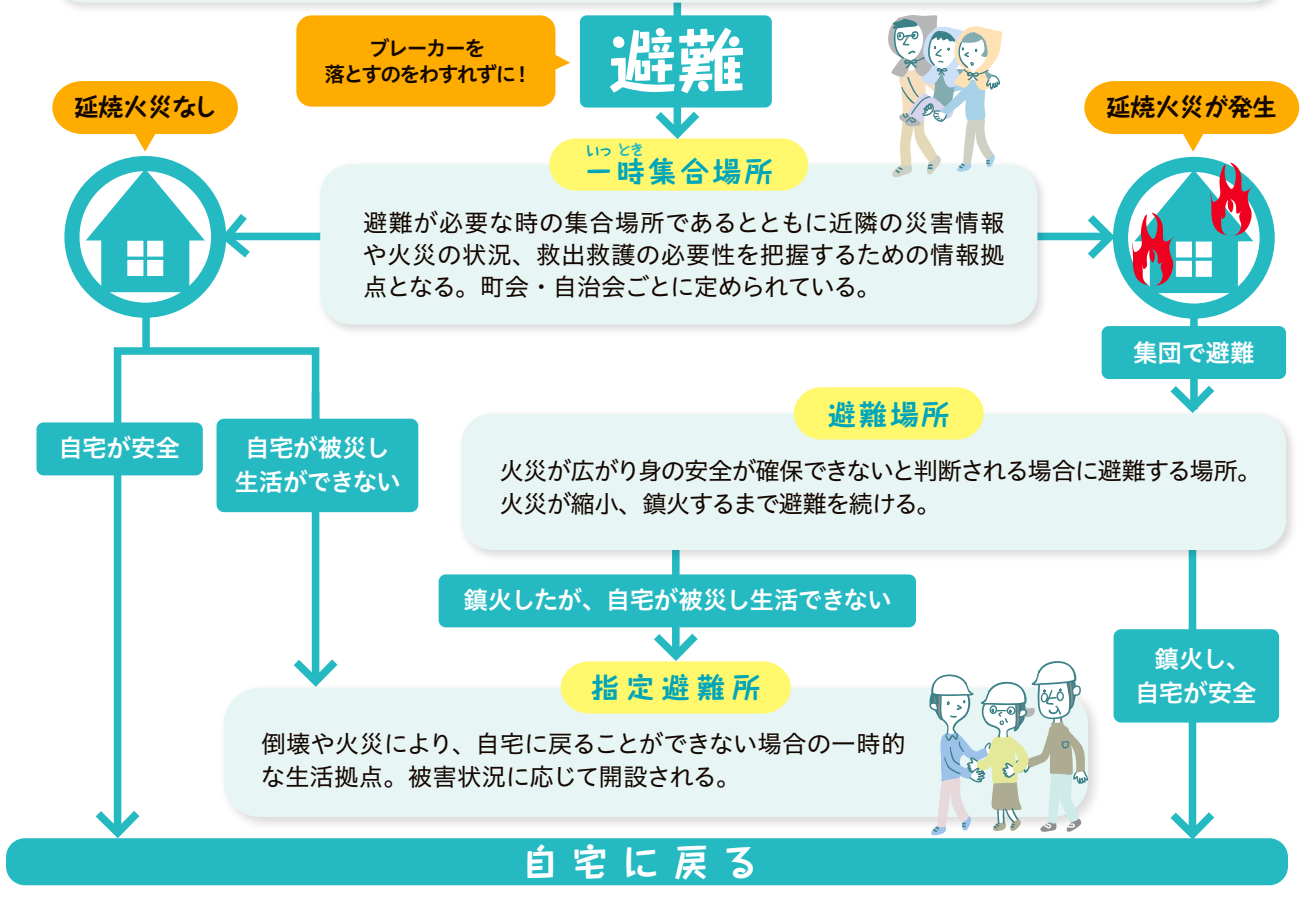 ブレーカーを
落とすのをわすれずに!
避難
延焼火災なし
延焼火災が発生
いっとき
一時集合場所
避難が必要な時の集合場所であるとともに近隣の災害情報
や火災の状況、救出救護の必要性を把握するための情報拠
点となる。町会・自治会ごとに定められている。
集団で避難
避難場所
火災が広がり身の安全が確保できないと判断される場合に避難する場所。
火災が縮小、鎮火するまで避難を続ける。
自宅が安全
自宅が被災し
生活ができない
鎮火したが、自宅が被災し生活できない
鎮火し、
自宅が安全
指定避難所
倒壊や火災により、自宅に戻ることができない場合の一時的
な生活拠点。被害状況に応じて開設される。
自宅に戻る